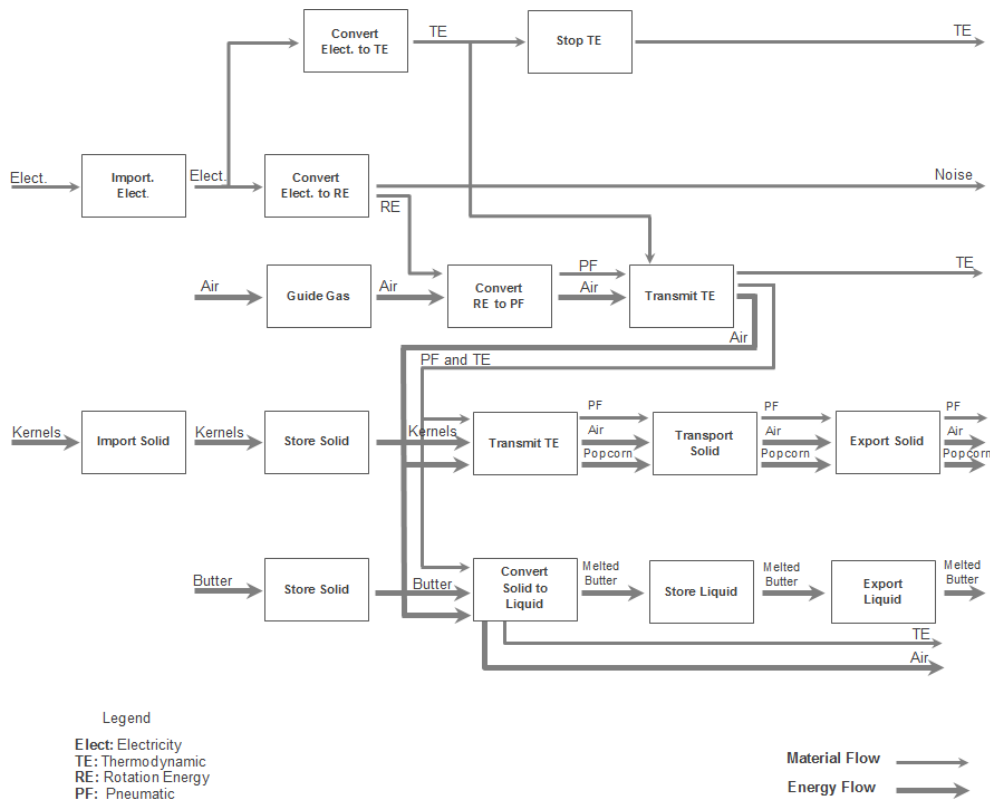 Convert
Elect. to TE
TE
Stop TE
TE
Elect.
Import.
Elect.
Elect.
Convert
Elect. to RE
Noise
RE
Air
Guide Gas
Air
Convert
RE to PF
PF
Air
Transmit TE
TE
Air
PF and TE
Kernels
Import Solid
Kernels
Store Solid
Kernels
Transmit TE
PF
Air
Popcorn
Transport
Solid
PF
Air
Popcorn
Export Solid
PF
Air
Popcorn
Butter
Store Solid
Butter
Convert
Solid to
Liquid
Melted
Butter
Store Liquid
Melted
Butter
Export
Liquid
Melted
Butter
TE
Air
Legend
Elect: Electricity
TE: Thermodynamic
RE: Rotation Energy
PF: Pneumatic
Material Flow
Energy Flow